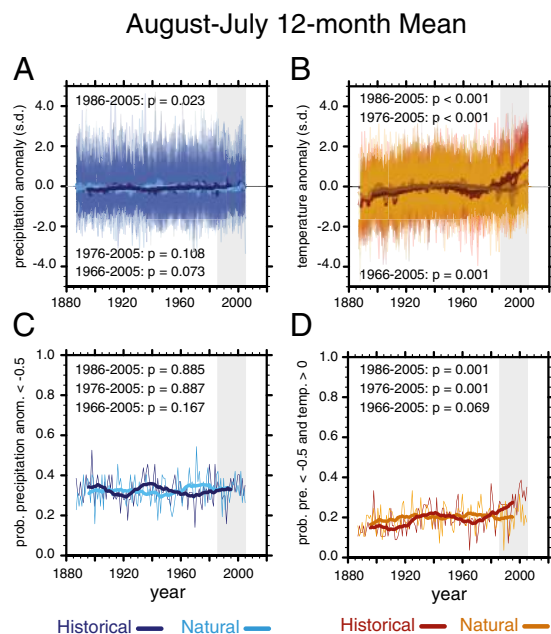 August-July 12-month Mean
A
B
precipitation anomaly (s.d.)
4.0
2.0
0.0
-2.0
-4.0
1986-2005: p = 0.023
1976-2005: p = 0.108
1966-2005: p = 0.073
1880 1920 1960 2000
temperature anomaly (s.d.)
4.0
2.0
0.0
-2.0
-4.0
1986-2005: p < 0.001
1976-2005: p < 0.001
1966-2005: p = 0.001
1880 1920 1960 2000
C
D
prob. precipitation anom. < -0.5
1.0
0.8
0.6
0.4
0.2
0.0
1986-2005: p = 0.885
1976-2005: p = 0.887
1966-2005: p = 0.167
1880 1920 1960 2000
year
prob. pre. < -0.5 and temp. > 0
1.0
0.8
0.6
0.4
0.2
0.0
1986-2005: p = 0.001
1976-2005: p = 0.001
1966-2005: p = 0.069
1880 1920 1960 2000
year
Historical Natural
Historical Natural